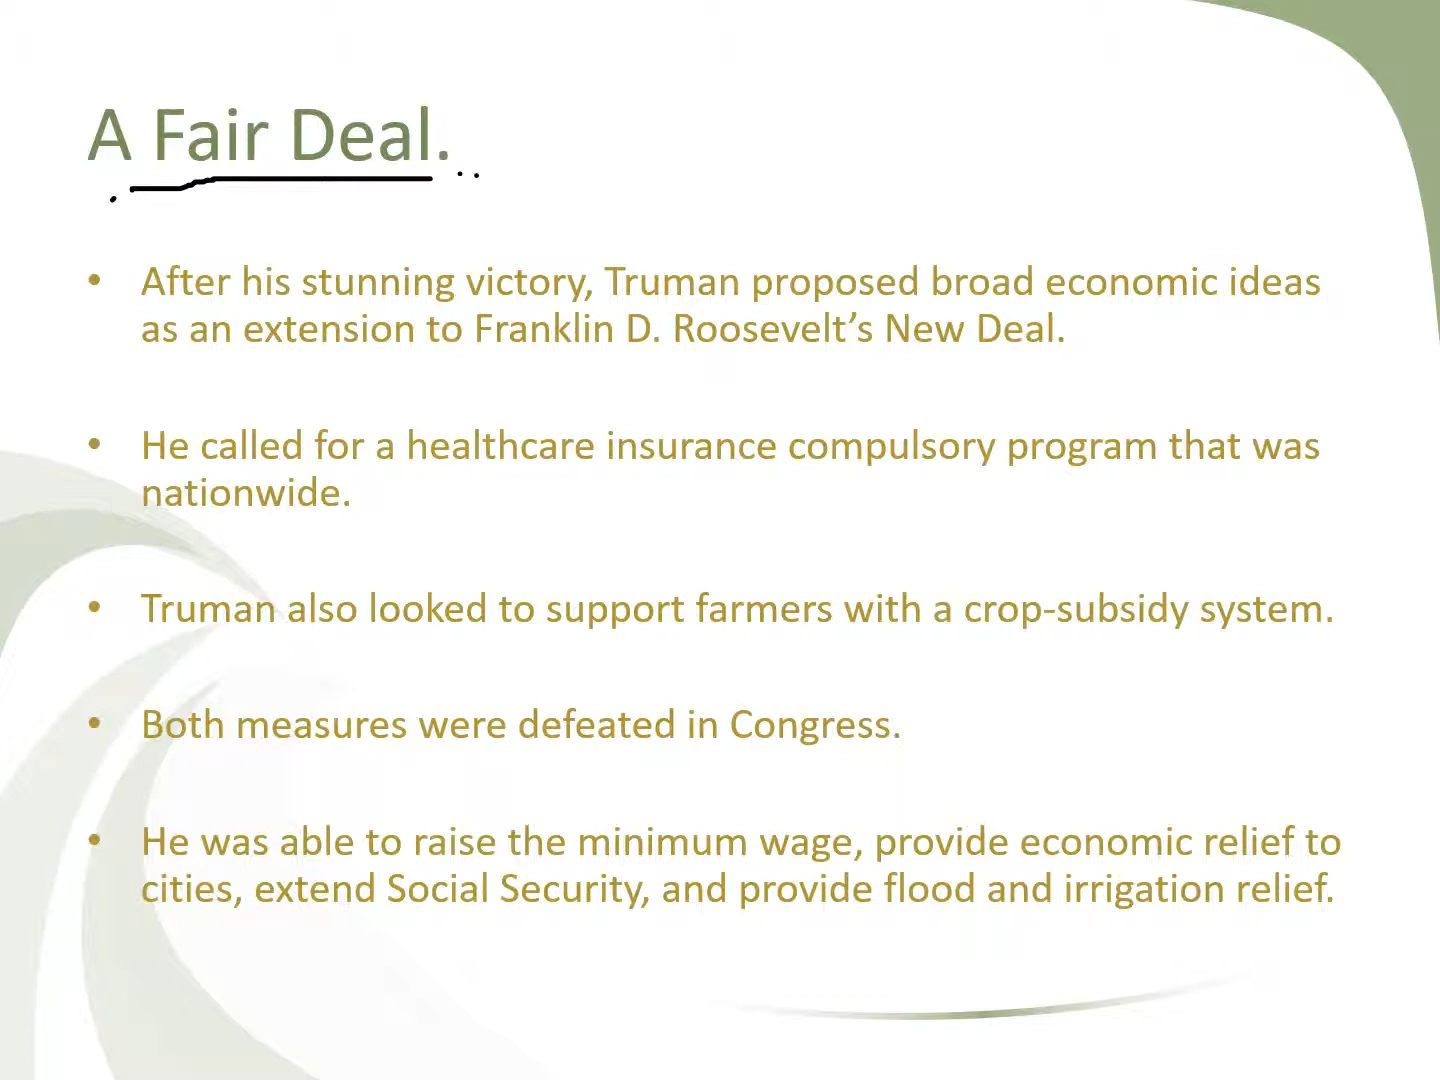 A Fair Deal.
• After his stunning victory, Truman proposed broad economic ideas
as an extension to Franklin D. Roosevelt’s New Deal.
• He called for a healthcare insurance compulsory program that was
nationwide.
• Truman also looked to support farmers with a crop-subsidy system.
• Both measures were defeated in Congress.
• He was able to raise the minimum wage, provide economic relief to
cities, extend Social Security, and provide flood and irrigation relief.